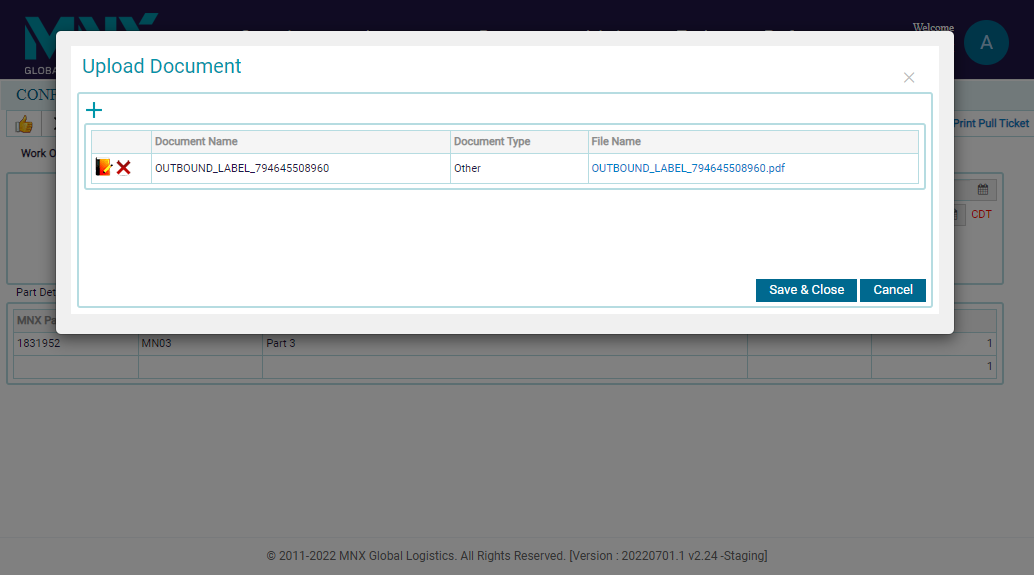 MNX
GLOBA
Welcome
A
Upload Document
CONF
Print Pull Ticket
Document Name Document Type File Name
Work O
OUTBOUND_LABEL_794645508960 Other OUTBOUND_LABEL_794645508960.pdf
CDT
Save & Close Cancel
Part Det
MNX Pa
1831952 MN03 Part 3 1
1
© 2011-2022 MNX Global Logistics. All Rights Reserved. [Version : 20220701.1 v2.24 -Staging]